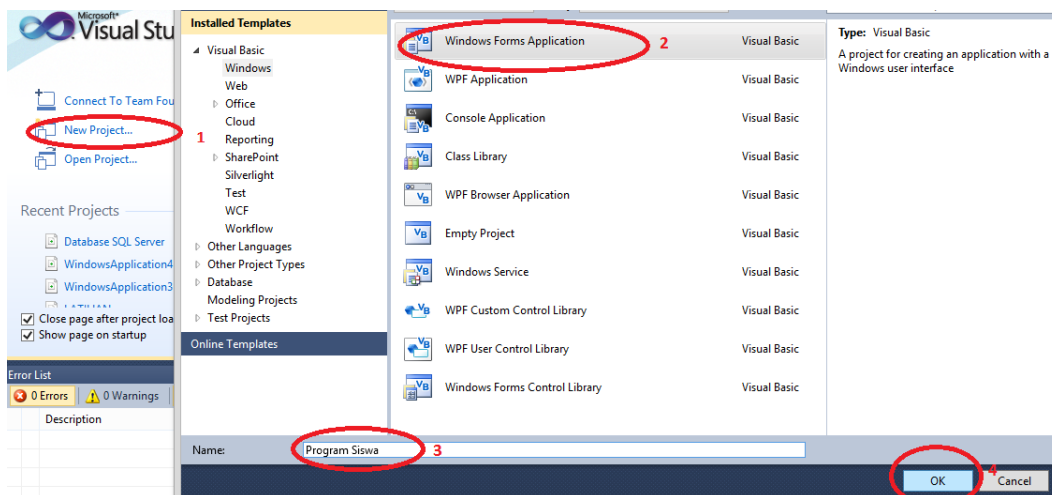 Microsoft®
Visual Stu
Connect To Team Fou
New Project...
1
Open Project...
Recent Projects
Database SQL Server
WindowsApplication4
WindowsApplication3
Close page after project loa
Show page on startup
Error List
0 Errors
0 Warnings
Description
Installed Templates
Visual Basic
Windows
Web
Office
Cloud
Reporting
SharePoint
Silverlight
Test
WCF
Workflow
Other Languages
Other Project Types
Database
Modeling Projects
Test Projects
Online Templates
Windows Forms Application 2 Visual Basic
WPF Application Visual Basic
Console Application Visual Basic
Class Library Visual Basic
WPF Browser Application Visual Basic
Empty Project Visual Basic
Windows Service Visual Basic
WPF Custom Control Library Visual Basic
WPF User Control Library Visual Basic
Windows Forms Control Library Visual Basic
Type: Visual Basic
A project for creating an application with a
Windows user interface
Name: Program Siswa 3
OK 4 Cancel